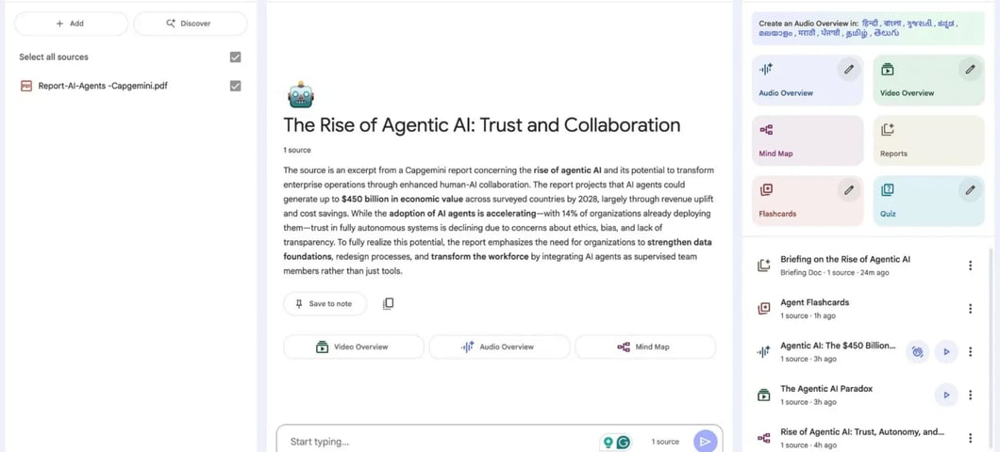 + Add
Discover
Select all sources
PDF
Report-AI-Agents -Capgemini.pdf
The Rise of Agentic AI: Trust and Collaboration
1 source
The source is an excerpt from a Capgemini report concerning the rise of agentic AI and its potential to transform
enterprise operations through enhanced human-AI collaboration. The report projects that AI agents could
generate up to $450 billion in economic value across surveyed countries by 2028, largely through revenue uplift
and cost savings. While the adoption of AI agents is accelerating—with 14% of organizations already deploying
them—trust in fully autonomous systems is declining due to concerns about ethics, bias, and lack of
transparency. To fully realize this potential, the report emphasizes the need for organizations to strengthen data
foundations, redesign processes, and transform the workforce by integrating AI agents as supervised team
members rather than just tools.
Save to note
Video Overview
Audio Overview
Mind Map
Start typing...
1 source
Create an Audio Overview in: हिन्दी, বাংলা, ગુજરાતી, ಕನ್ನಡ,
മലയാളം, मराठी, ਪੰਜਾਬੀ, தமிழ், తెలుగు
Audio Overview
Video Overview
Mind Map
Reports
Flashcards
Quiz
Briefing on the Rise of Agentic AI
Briefing Doc · 1 source · 24m ago
Agent Flashcards
1 source · 1h ago
Agentic AI: The $450 Billion...
1 source · 3h ago
The Agentic AI Paradox
1 source · 3h ago
Rise of Agentic AI: Trust, Autonomy, and...
1 source · 4h ago